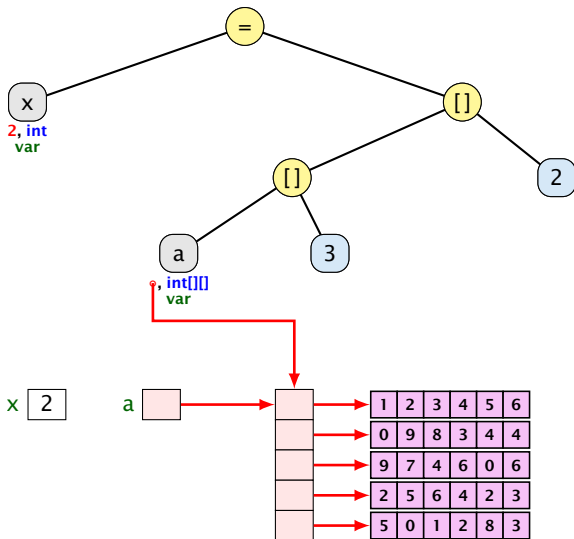 =
x
[]
2, int
var
[]
2
a
3
, int[][]
var
x 2 a
1 2 3 4 5 6
0 9 8 3 4 4
9 7 4 6 0 6
2 5 6 4 2 3
5 0 1 2 8 3